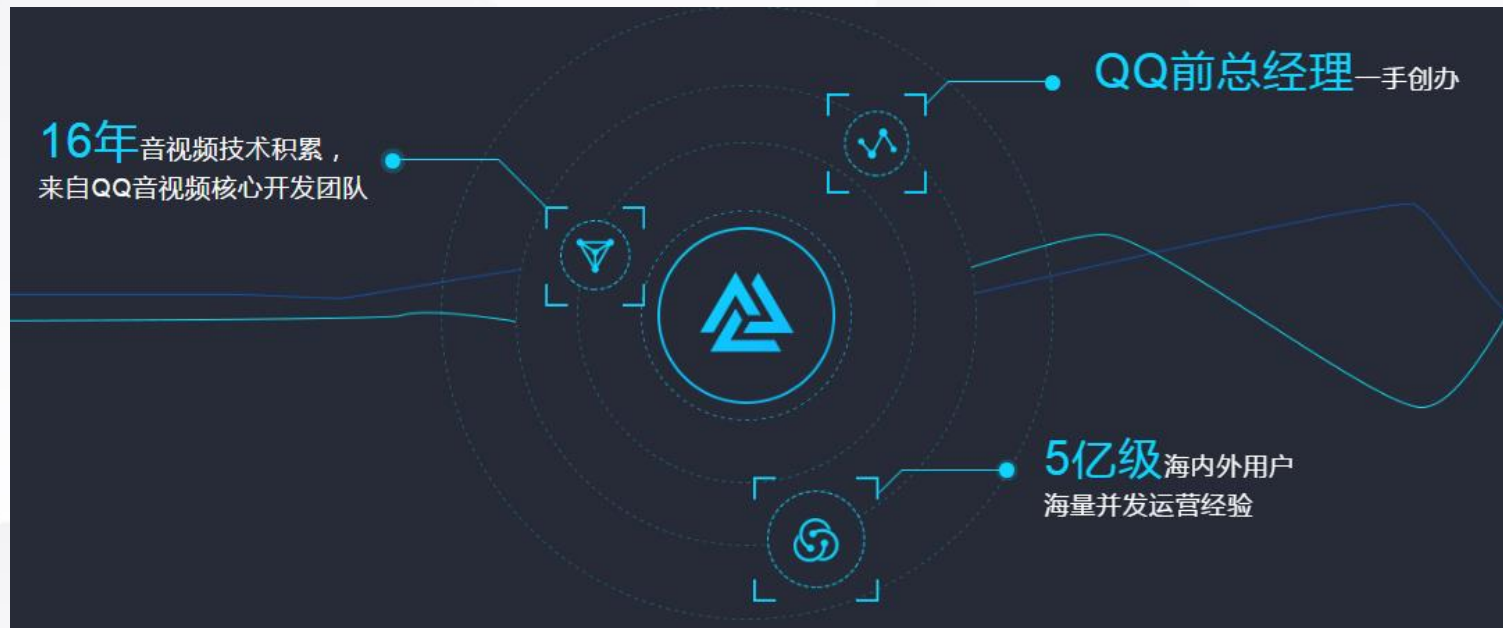 QQ前总经理一手创办
16年音视频技术积累，
来自QQ音视频核心开发团队
5亿级海内外用户
海量并发运营经验